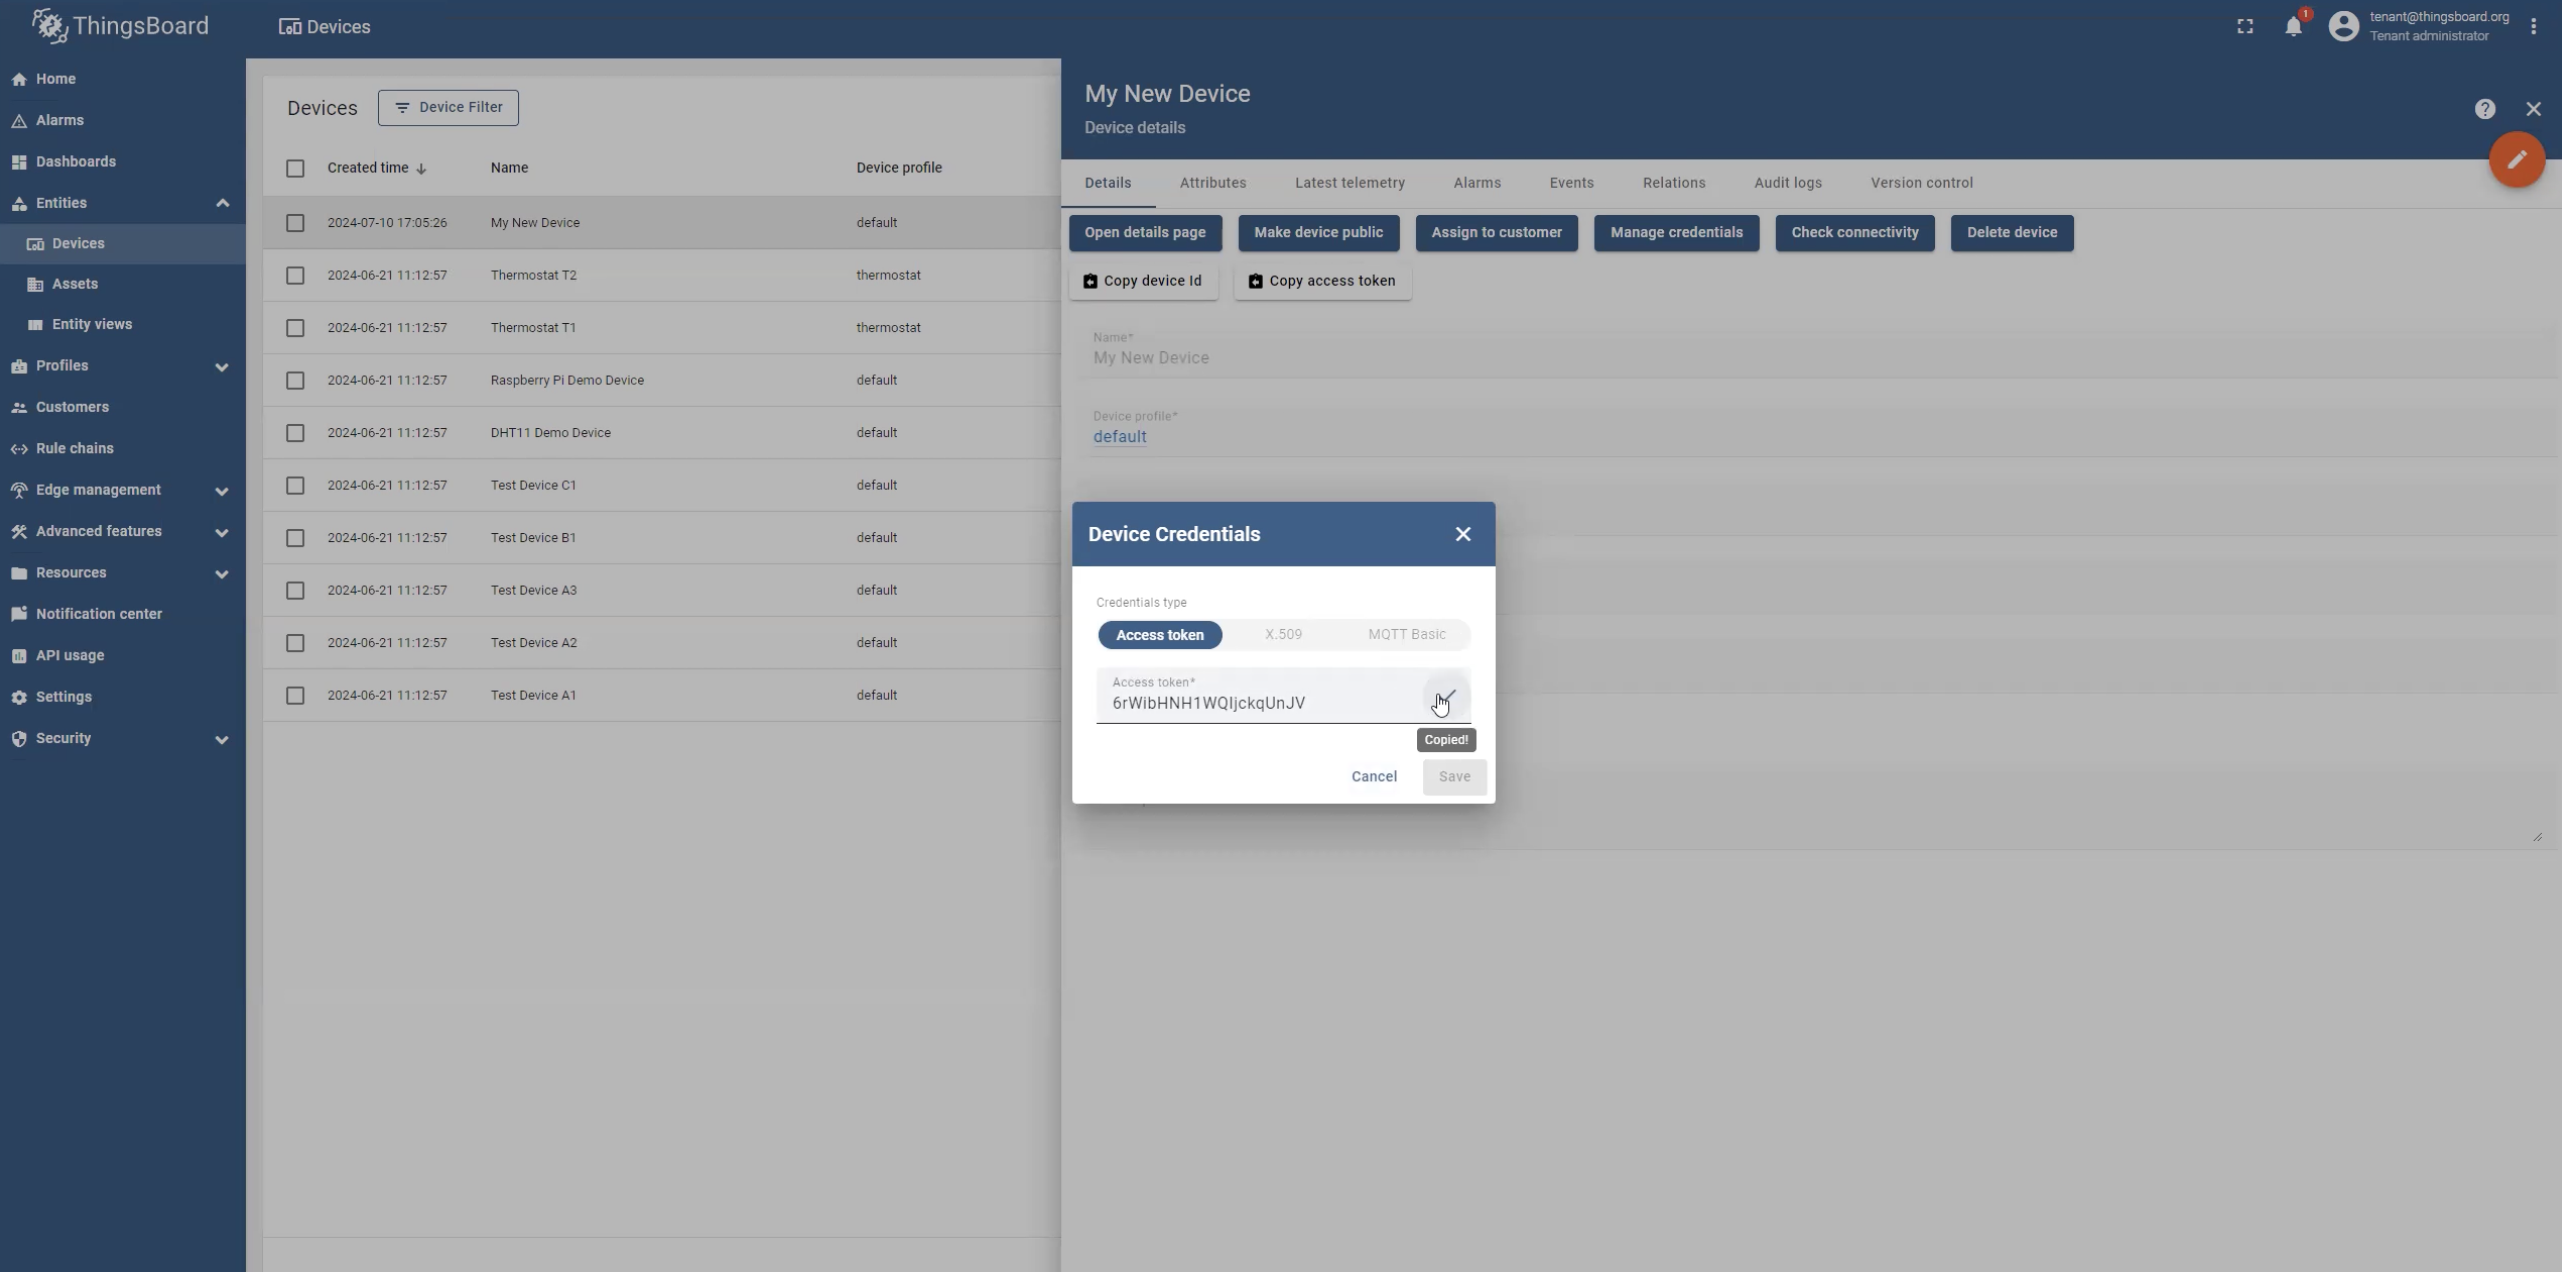 ThingsBoard
Devices
1
tenant@thingsboard.org
Tenant administrator
Home
Alarms
Dashboards
Entities
Devices
Assets
Entity views
Profiles
Customers
Rule chains
Edge management
Advanced features
Resources
Notification center
API usage
Settings
Security
Devices
Device Filter
Created time Name Device profile
2024-07-10 17:05:26 My New Device default
2024-06-21 11:12:57 Thermostat T2 thermostat
2024-06-21 11:12:57 Thermostat T1 thermostat
2024-06-21 11:12:57 Raspberry Pi Demo Device default
2024-06-21 11:12:57 DHT11 Demo Device default
2024-06-21 11:12:57 Test Device C1 default
2024-06-21 11:12:57 Test Device B1 default
2024-06-21 11:12:57 Test Device A3 default
2024-06-21 11:12:57 Test Device A2 default
2024-06-21 11:12:57 Test Device A1 default
My New Device
Device details
Details Attributes Latest telemetry Alarms Events Relations Audit logs Version control
Open details page Make device public Assign to customer Manage credentials Check connectivity Delete device
Copy device Id Copy access token
Name*
My New Device
Device profile*
default
Device Credentials
Credentials type
Access token X.509 MQTT Basic
Access token*
6rWibHNH1WQIjckqUnJV
Copied!
Cancel Save